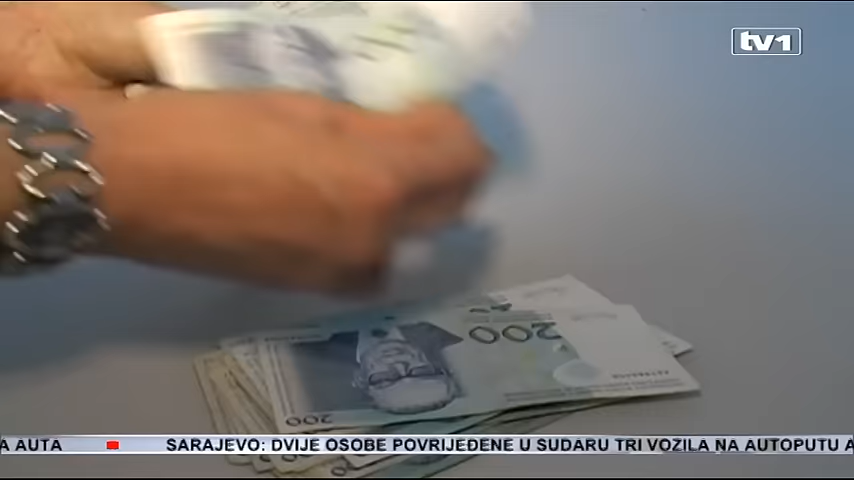 tv1
200
200
A AUTA SARAJEVO: DVIJE OSOBE POVRIJEĐENE U SUDARU TRI VOZILA NA AUTOPUTU A